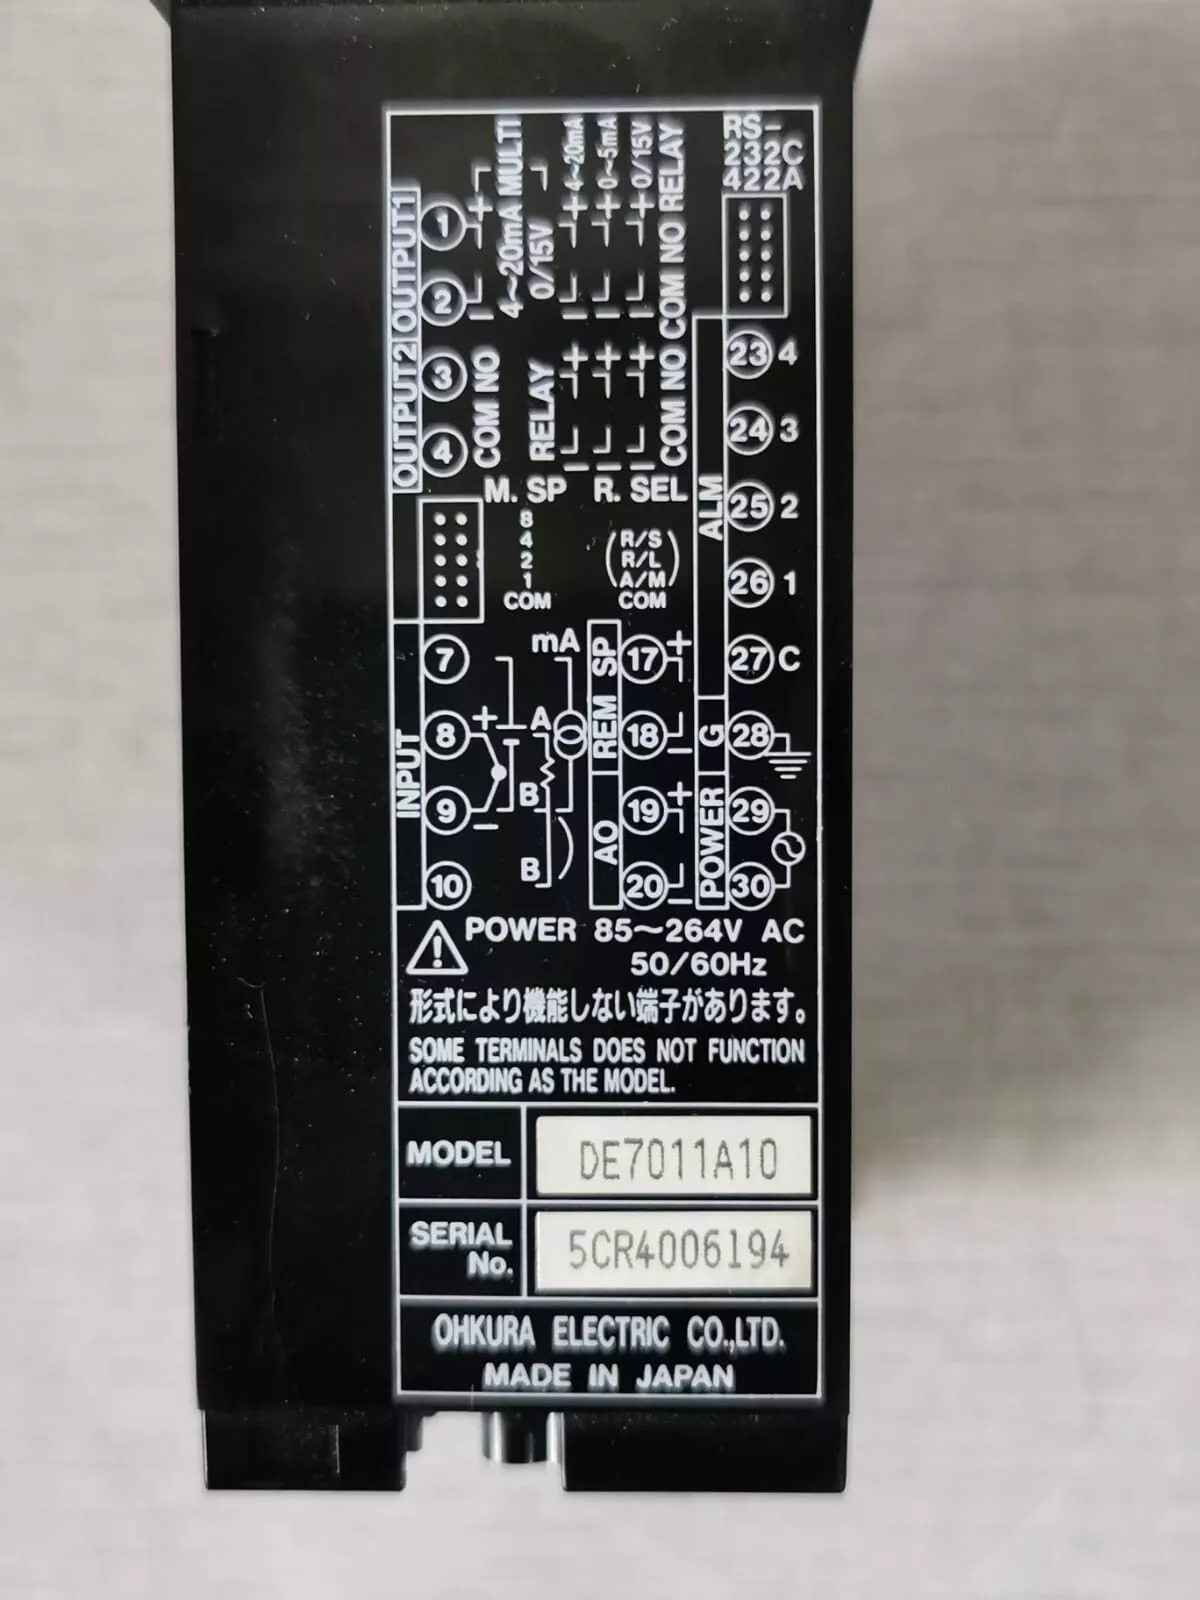 OUTPUT1
OUTPUT2
1
2
3
4
+
-
4~20mA MULTI
0/15V
COM NO
RELAY
+ 4~20mA
+ 0~5mA
+ 0/15V
COM NO RELAY
COM NO
RS-
232C
422A
M. SP R. SEL
8
4
2
1
COM
R/S
R/L
A/M
COM
ALM
23 4
24 3
25 2
26 1
27 C
G
28
POWER
29
30
INPUT
7
8
9
10
+
-
mA
A
B
B
REM SP
17 +
18 -
AO
19 +
20 -
POWER 85~264V AC
50/60Hz
形式により機能しない端子があります。
SOME TERMINALS DOES NOT FUNCTION
ACCORDING AS THE MODEL.
MODEL DE7011A10
SERIAL
No. 5CR4006194
OHKURA ELECTRIC CO.,LTD.
MADE IN JAPAN